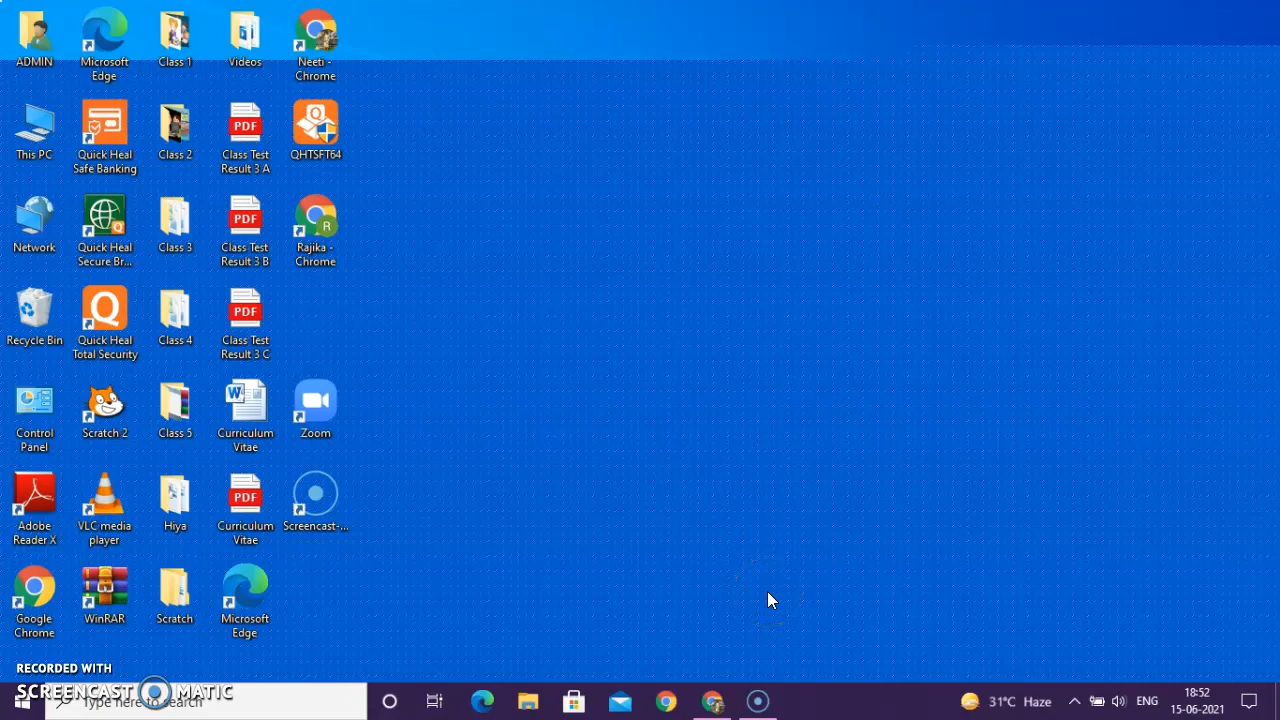 ADMIN
Microsoft
Edge
Class 1
Videos
Neeti -
Chrome
This PC
Quick Heal
Safe Banking
Class 2
PDF
Class Test
Result 3 A
QHTSFT64
Network
Quick Heal
Secure Br...
Class 3
PDF
Class Test
Result 3 B
R
Rajika -
Chrome
Recycle Bin
Quick Heal
Total Security
Class 4
PDF
Class Test
Result 3 C
Control
Panel
Scratch 2
Class 5
W
Curriculum
Vitae
Zoom
Adobe
Reader X
VLC media
player
Hiya
PDF
Curriculum
Vitae
Screencast-...
Google
Chrome
WinRAR
Scratch
Microsoft
Edge
RECORDED WITH
SCREENCAST MATIC
Type here to search
31°C Haze
ENG
18:52
15-06-2021